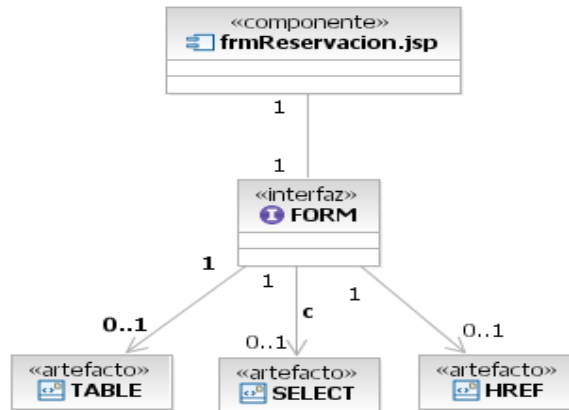 «componente»
frmReservacion.jsp
1
1
«interfaz»
I FORM
1
1
1
c
0..1
0..1
0..1
«artefacto»
TABLE
«artefacto»
SELECT
«artefacto»
HREF